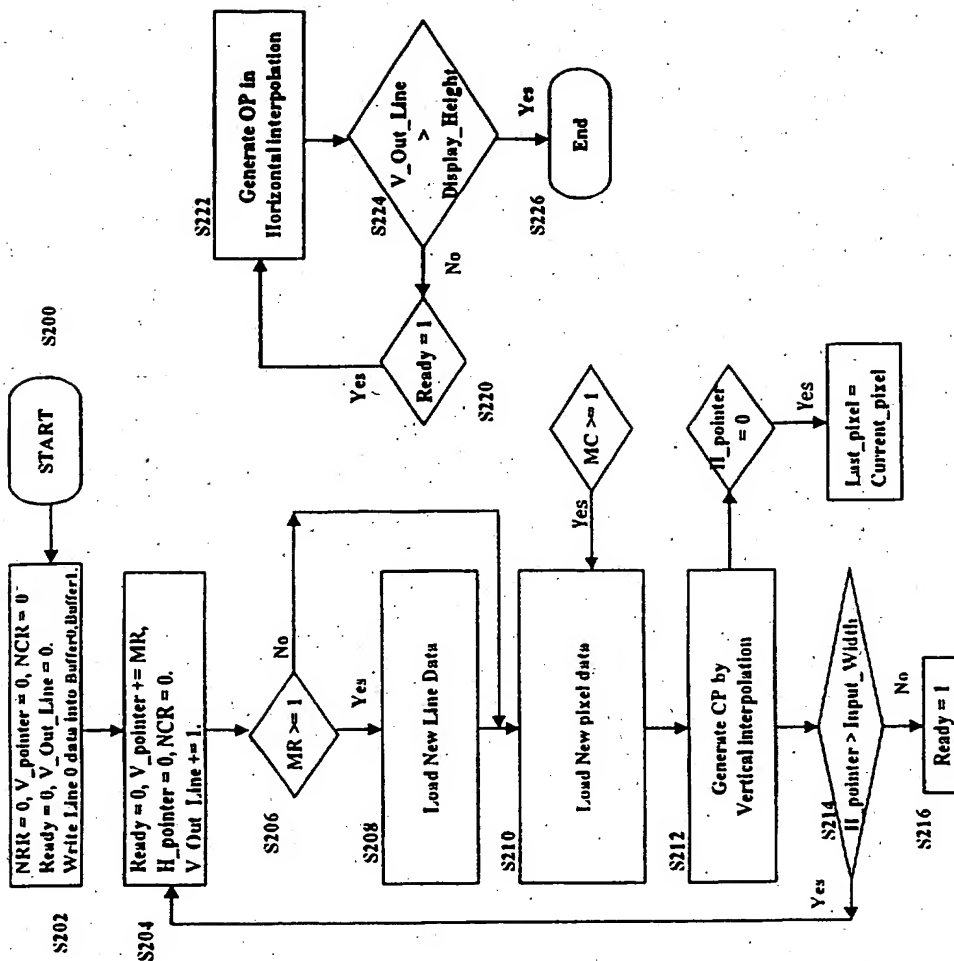 START
S200
NRR = 0, V_pointer = 0, NCR = 0
Ready = 0, V_Out_Line = 0.
Write Line 0 data into Buffer0,Buffer1.
S202
Ready = 0, V_pointer += MR,
H_pointer = 0, NCR = 0.
V_Out_Line += 1.
S204
MR >= 1
No
Yes
S206
Load New Line Data
S208
MC >= 1
Yes
Load New pixel data
S210
Generate CP by
Vertical interpolation
S212
H_pointer
= 0
Yes
Last_pixel =
Current_pixel
H_pointer > Input_Width
S214
Yes
No
Ready = 1
S216
Ready = 1
S220
Yes
Generate OP in
Horizontal interpolation
S222
V_Out_Line
>
Display_Height
S224
No
Yes
End
S226